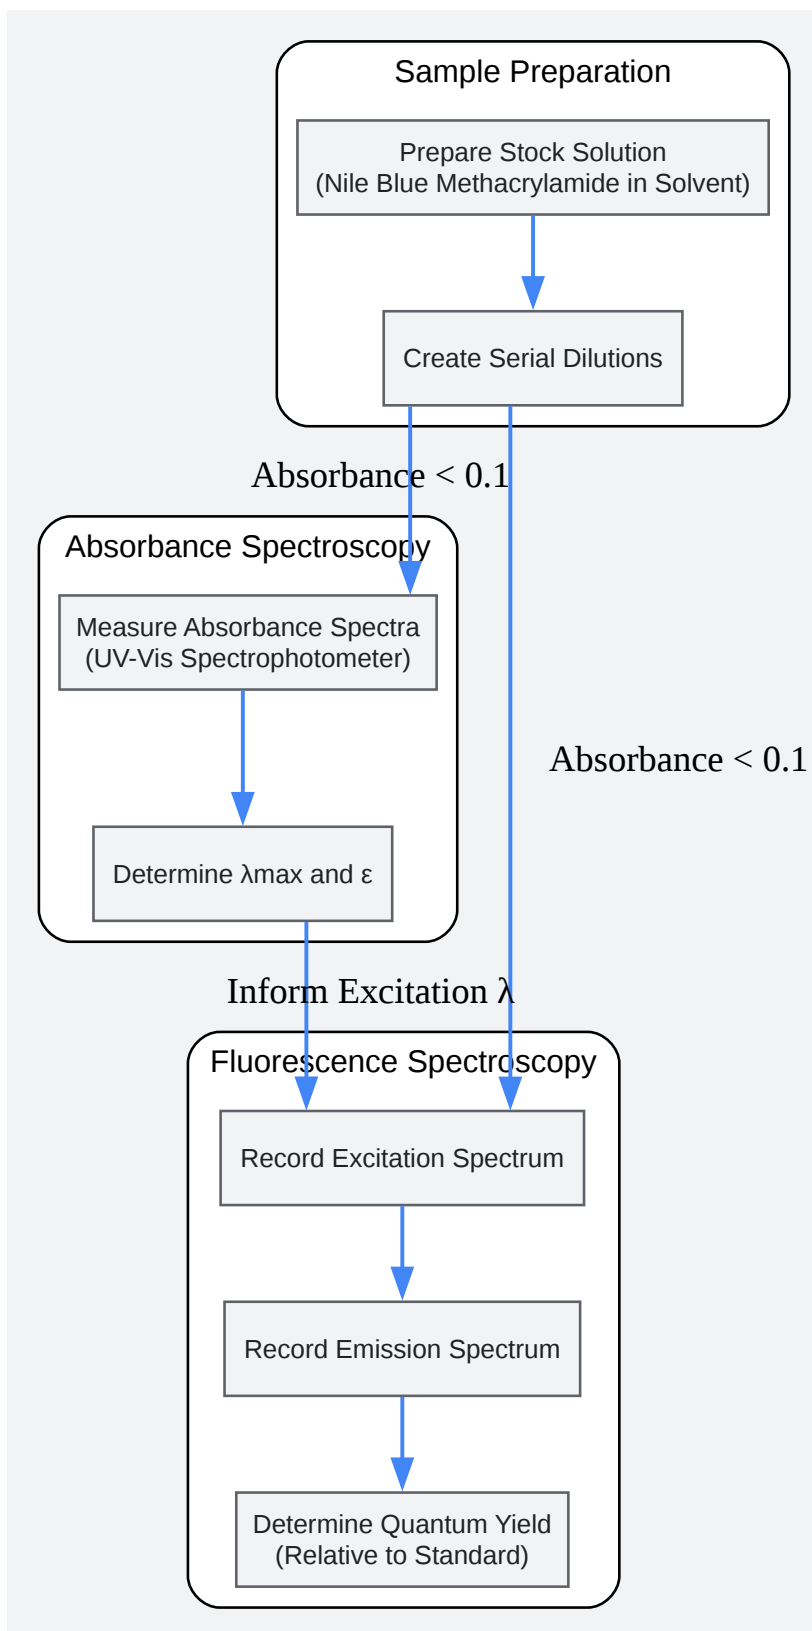 Sample Preparation
Prepare Stock Solution
(Nile Blue Methacrylamide in Solvent)
Create Serial Dilutions
Absorbance < 0.1
Absorbance Spectroscopy
Measure Absorbance Spectra
(UV-Vis Spectrophotometer)
Absorbance < 0.1
Determine λmax and ε
Inform Excitation λ
Fluorescence Spectroscopy
Record Excitation Spectrum
Record Emission Spectrum
Determine Quantum Yield
(Relative to Standard)